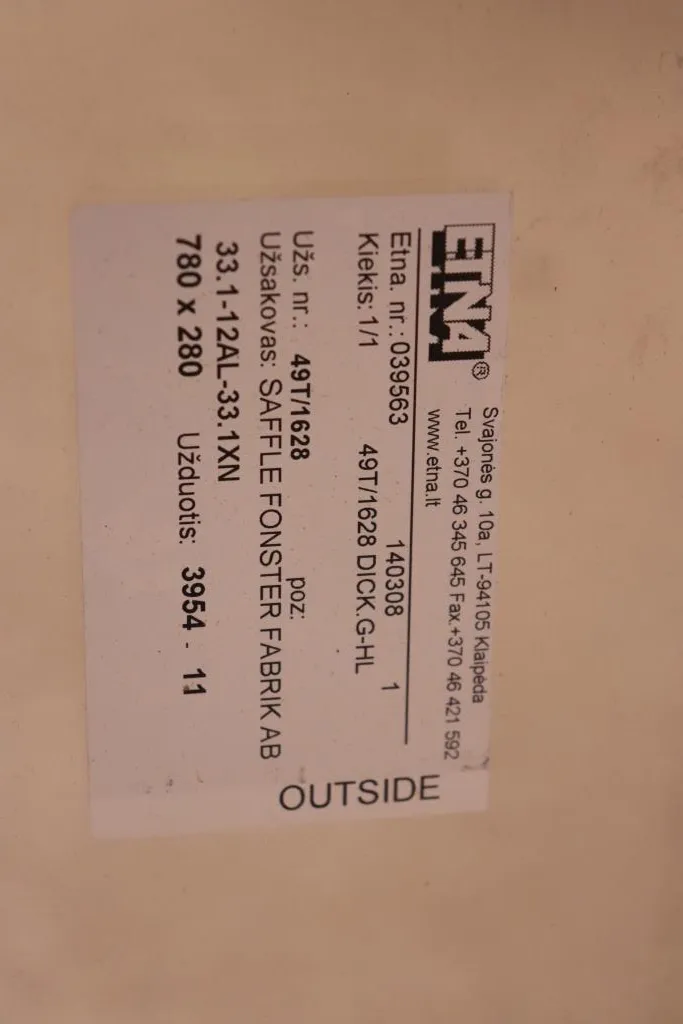 ETNA®
Svajonės g. 10a, LT-94105 Klaipėda
Tel. +370 46 345 645 Fax.+370 46 421 592
www.etna.lt
Etna. nr.: 039563 140308 1
Kiekis: 1/1 49T/1628 DICK.G-HL
Užs. nr.: 49T/1628 poz:
Užsakovas: SAFFLE FONSTER FABRIK AB
33.1-12AL-33.1XN
780 x 280 Užduotis: 3954 - 11
OUTSIDE